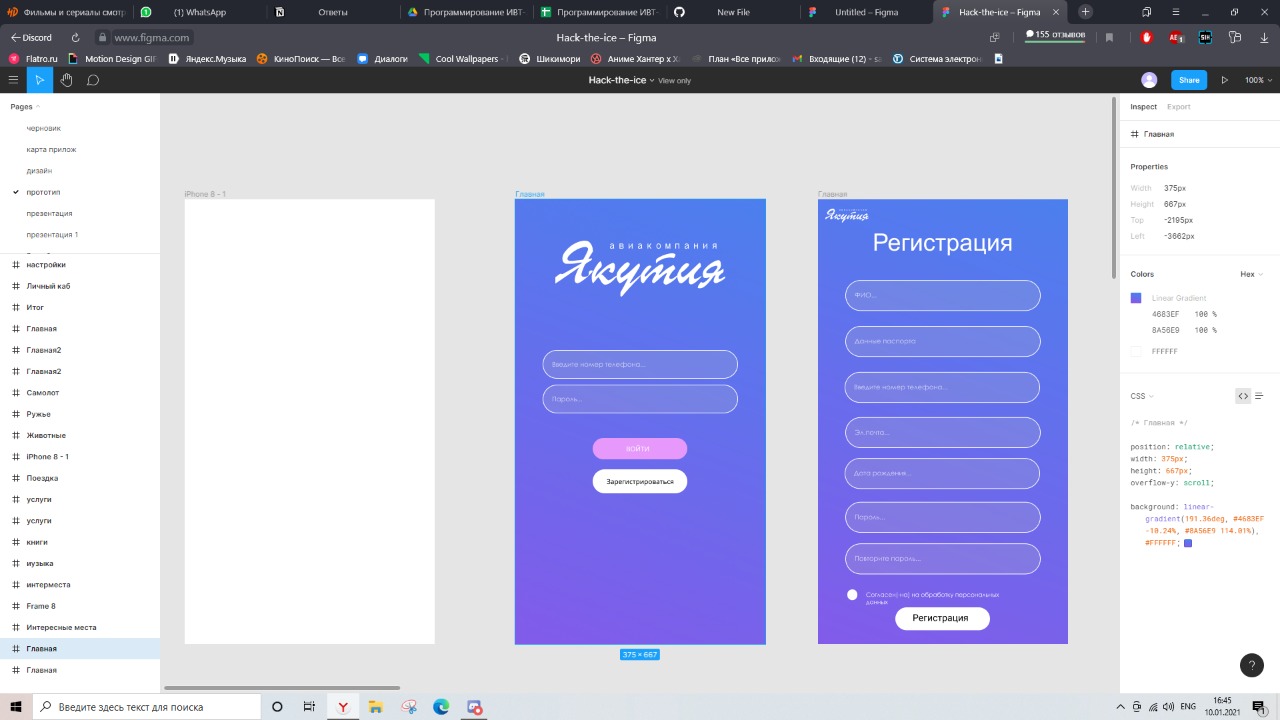 Фильмы
(1) WhatsApp
Ответы
Программирование ИВТ-
Программирование ИВТ-
New File
Untitled – Figma
Hack-the-ice – Figma
Discord
www.figma.com
Hack-the-ice – Figma
155 отзывов
Flatro.ru
Motion Design GIF
Яндекс.Музыка
КиноПоиск — Все
Диалоги
Cool Wallpapers -
Шикимори
Аниме Хантер х Х
План «Все прилож
Входящие (12) - sa
Система электрон
Hack-the-ice
View only
Share
100%
Pages
черновик
карта прилож
дизайн
прототип
презентация
презентация 1
настройки
Личный каб
Итог
Главная
Главная2
Главная2
Самолот
Ружье
Животные
iPhone 8 - 1
Поездка
услуги
услуги
книги
иузыка
интерместа
Frame 8
Интересные места
Главная
Главная
iPhone 8 - 1
Главная
авиакомпания
Якутия
Введите номер телефона...
Пароль...
ВОЙТИ
Зарегистрироваться
375 × 667
Главная
Якутия
Регистрация
ФИО...
Данные паспорта
Введите номер телефона...
Эл.почта...
Дата рождения...
Пароль...
Повторите пароль...
Согласен(-на) на обработку персональных
данных
Регистрация
Inspect
Export
Главная
Properties
Width 375px
Height 667px
Top -2195px
Left -3662px
Colors
Hex
Linear Gradient
4683EF 100 %
8A56E9 100 %
FFFFFF
CSS
/* Главная */
position: relative;
width: 375px;
height: 667px;
overflow-y: scroll;
background: linear-
gradient(191.36deg, #4683EF
-10.24%, #8A56E9 114.01%),
#FFFFFF;
?
Введите здесь текст для поиска
ENG
16:45
10.01.2021